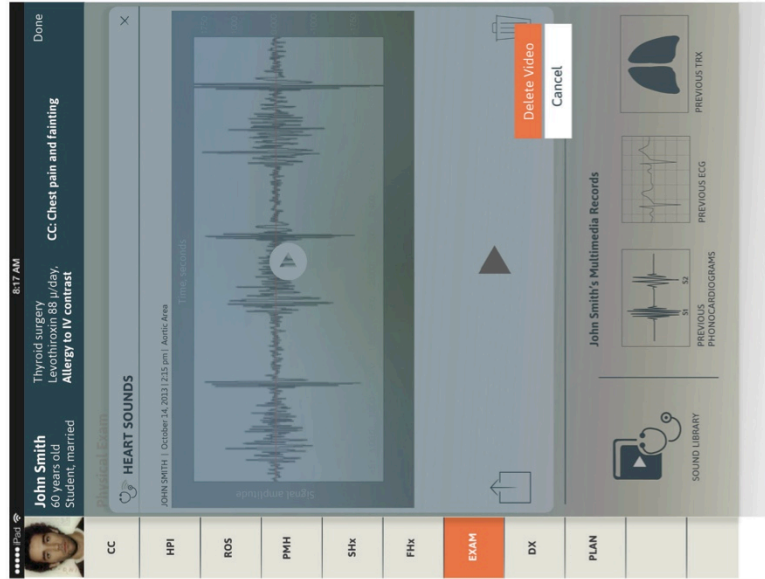 iPad
8:17 AM
John Smith
60 years old
Student, married
Thyroid surgery
Levothiroxin 88 µ/day,
Allergy to IV contrast
CC: Chest pain and fainting
Done
CC
HPI
ROS
PMH
SHx
FHx
EXAM
DX
PLAN
Physical Exam
HEART SOUNDS
JOHN SMITH | October 14, 2013 | 2:15 pm | Aortic Area
Time, seconds
Signal amplitude
Delete Video
Cancel
John Smith's Multimedia Records
SOUND LIBRARY
S1
S2
PREVIOUS
PHONOCARDIOGRAMS
PREVIOUS ECG
PREVIOUS TRX